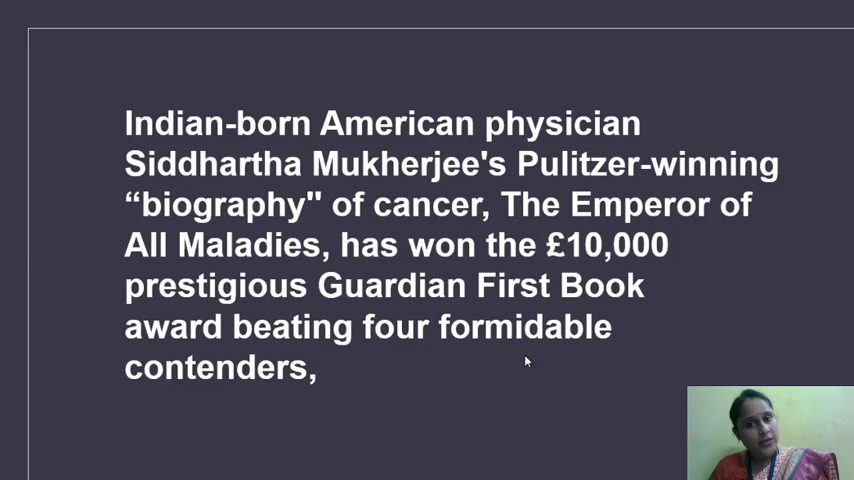 Indian-born American physician
Siddhartha Mukherjee's Pulitzer-winning
“biography" of cancer, The Emperor of
All Maladies, has won the £10,000
prestigious Guardian First Book
award beating four formidable
contenders,